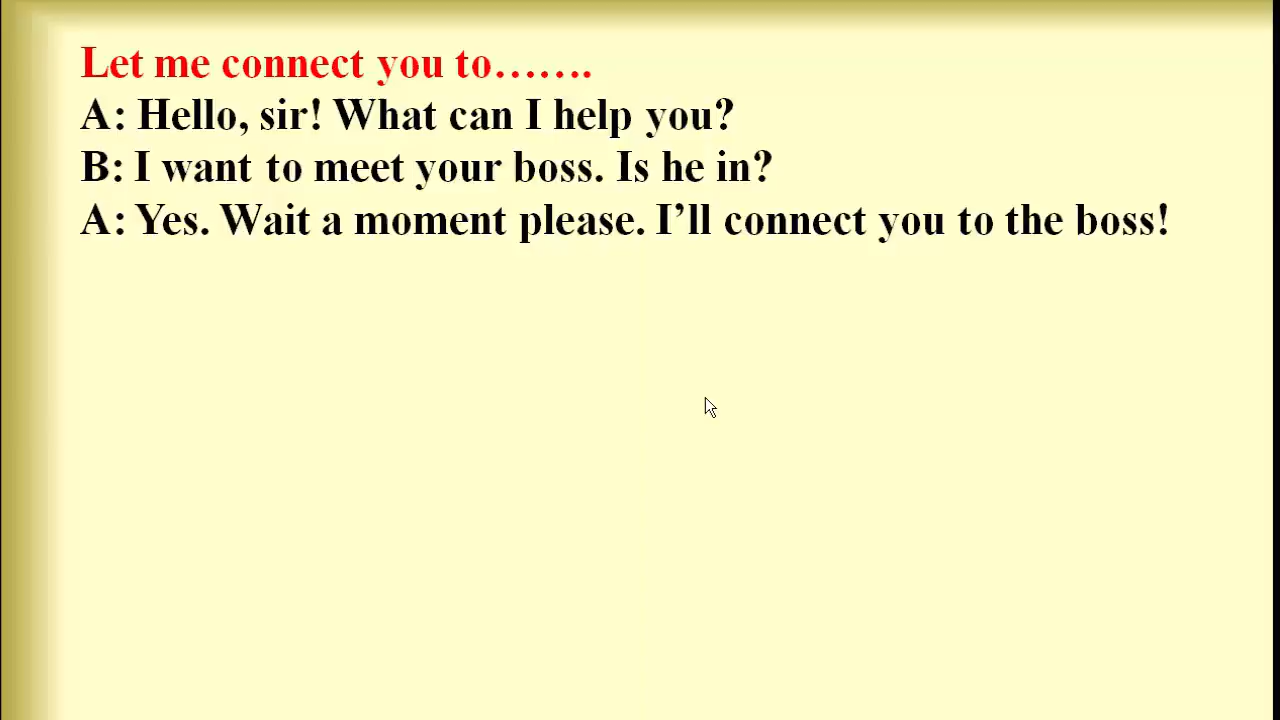 Let me connect you to…….
A: Hello, sir! What can I help you?
B: I want to meet your boss. Is he in?
A: Yes. Wait a moment please. I’ll connect you to the boss!